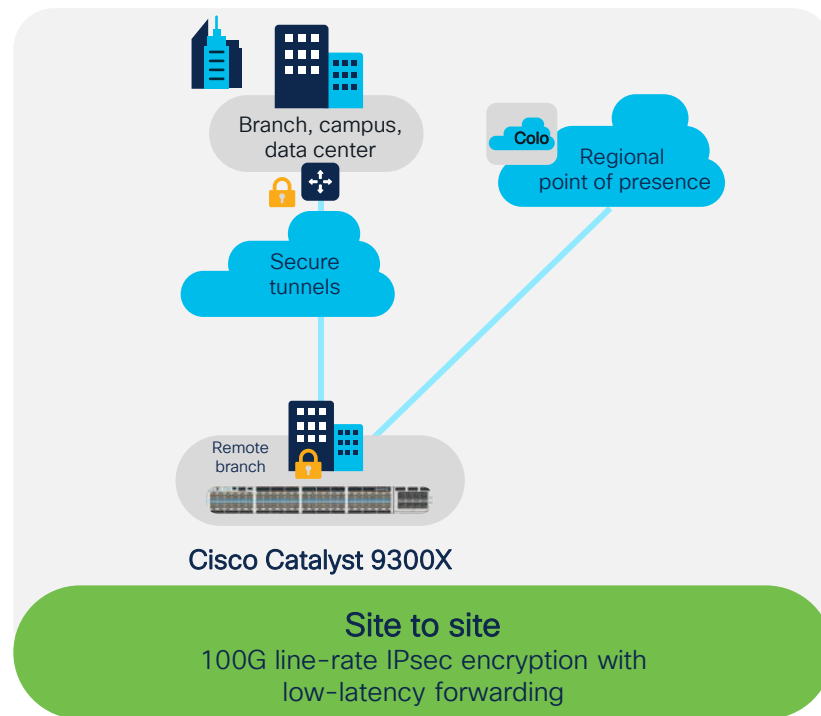 Branch, campus,
data center
Colo
Regional
point of presence
Secure
tunnels
Remote
branch
Cisco Catalyst 9300X
Site to site
100G line-rate IPsec encryption with
low-latency forwarding